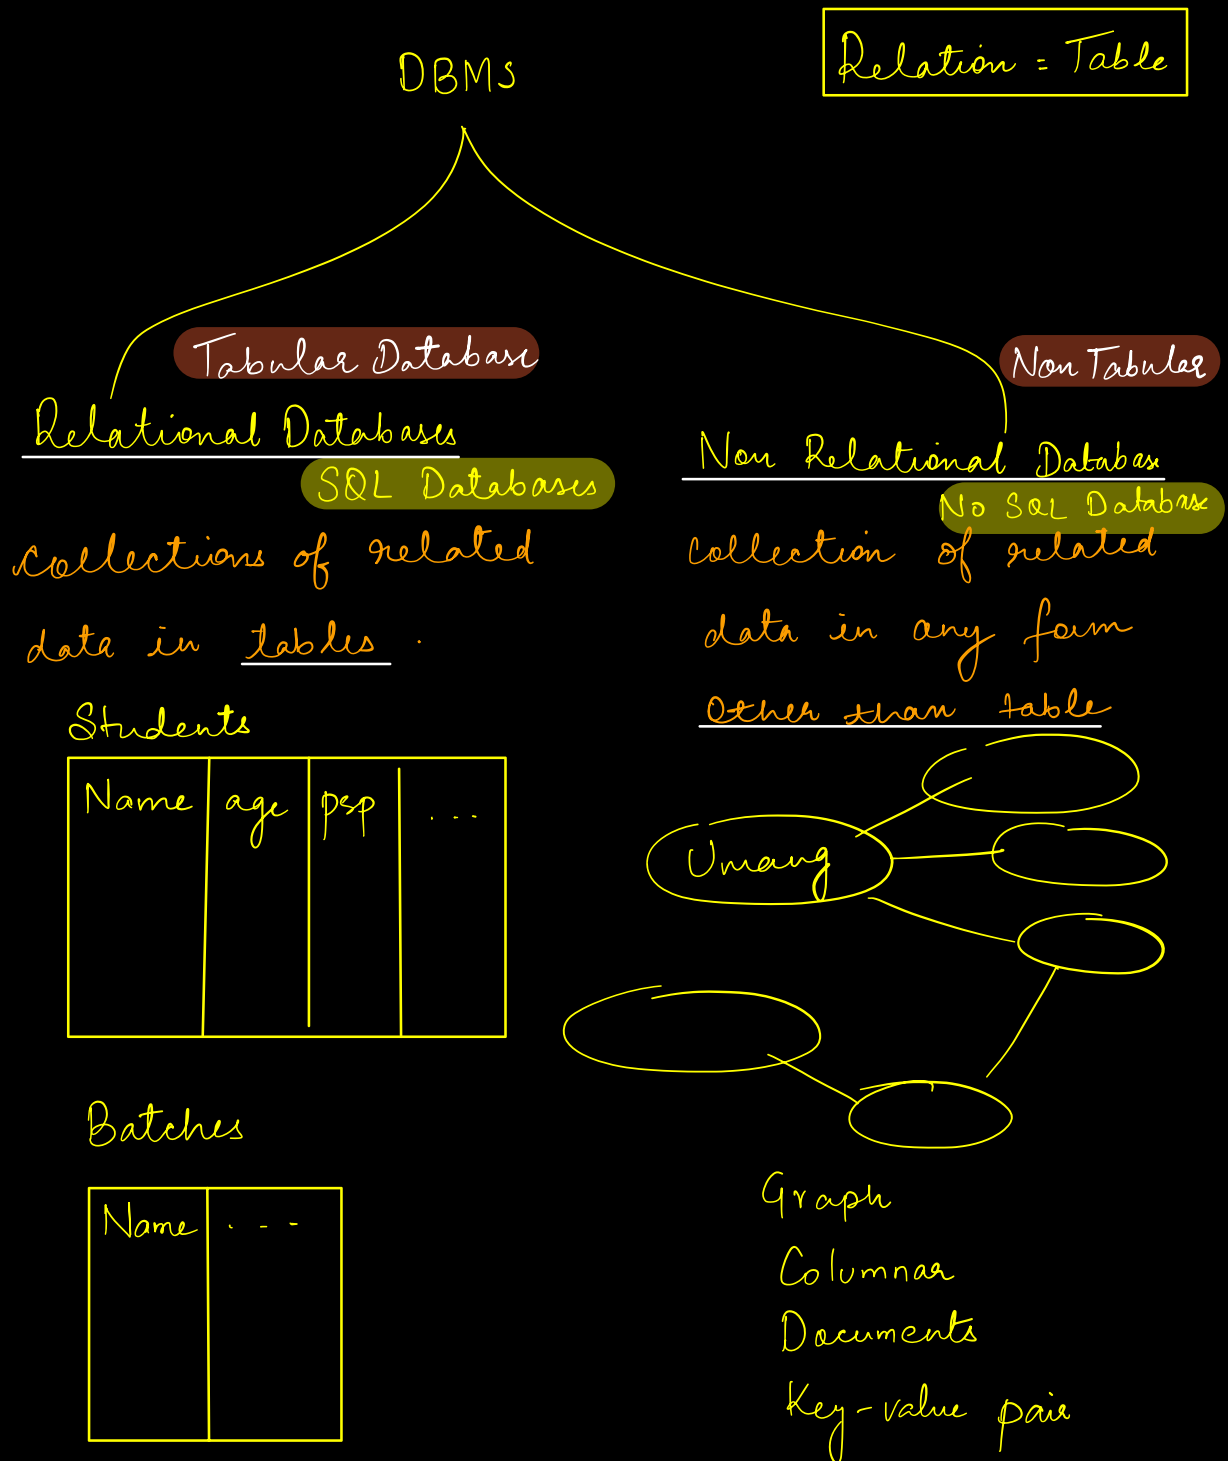 Relation = Table
DBMS
Tabular Database
Non Tabular
Relational Databases
SQL Databases
collections of related
data in tables .
Students
Name age psp ...
Batches
Name . - -
Non Relational Database
No SQL Database
collection of related
data in any form
Other than table
Umang
Graph
Columnar
Documents
Key-value pair